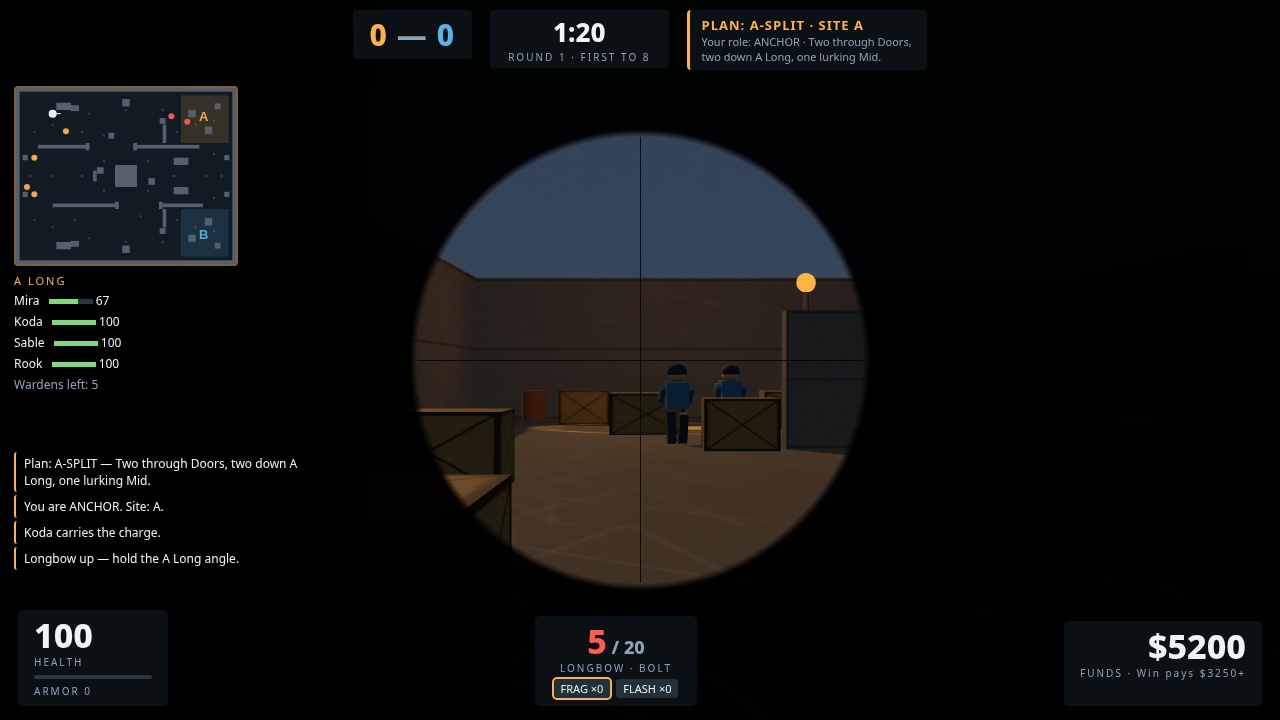 0 — 0
1:20
ROUND 1 · FIRST TO 8
PLAN: A-SPLIT · SITE A
Your role: ANCHOR · Two through Doors,
two down A Long, one lurking Mid.
A
B
A LONG
Mira 67
Koda 100
Sable 100
Rook 100
Wardens left: 5
Plan: A-SPLIT — Two through Doors, two down A
Long, one lurking Mid.
You are ANCHOR. Site: A.
Koda carries the charge.
Longbow up — hold the A Long angle.
100
HEALTH
ARMOR 0
5 / 20
LONGBOW · BOLT
FRAG ×0 FLASH ×0
$5200
FUNDS · Win pays $3250+